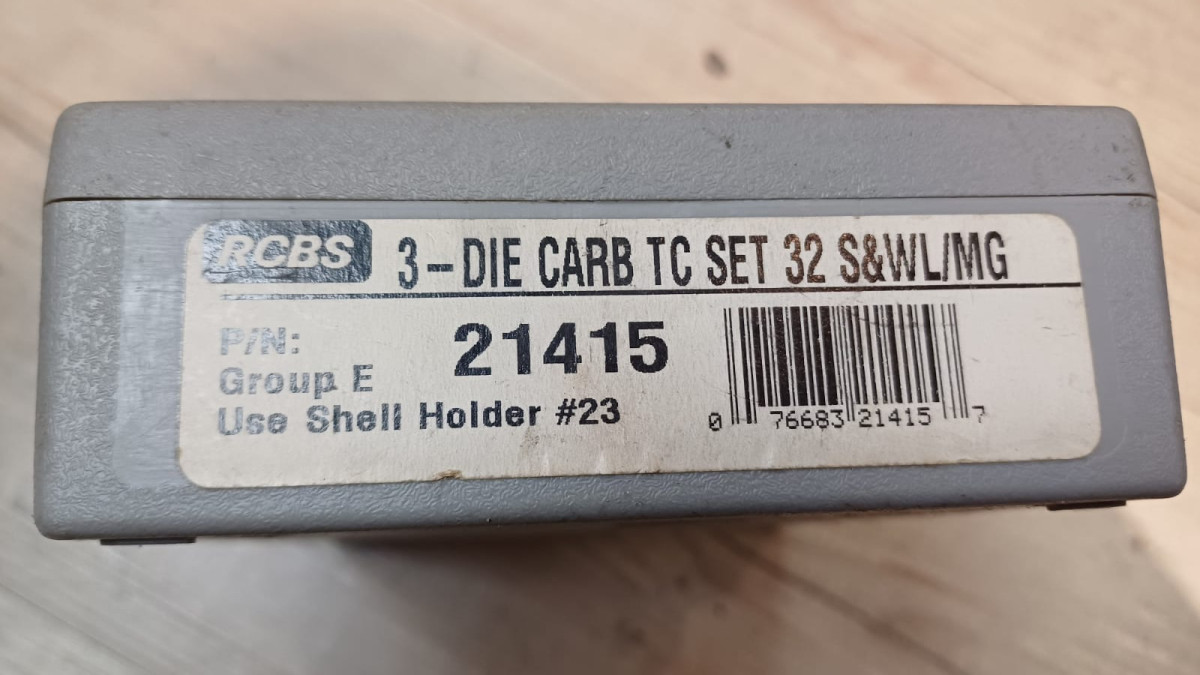 RCBS 3-DIE CARB TC SET 32 S&WL/MG
P/N: 21415
Group E
Use Shell Holder #23
0 76683 21415 7